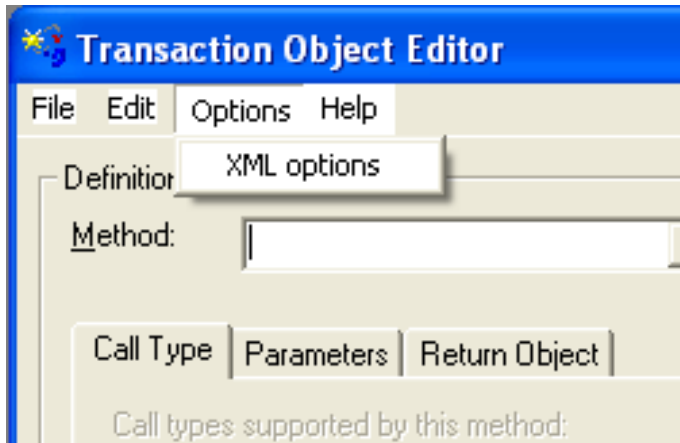 Transaction Object Editor
File Edit Options Help
XML options
Definition
Method:
Call Type Parameters Return Object
Call types supported by this method: